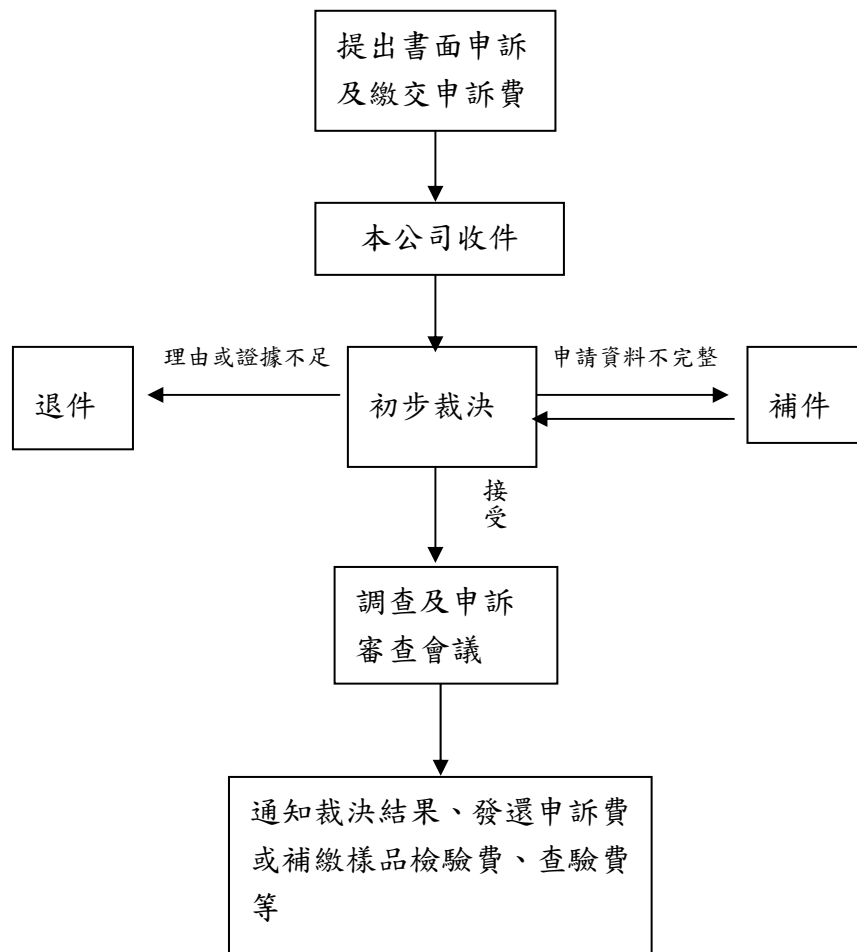 提出書面申訴
及繳交申訴費
本公司收件
理由或證據不足
申請資料不完整
退件
初步裁決
補件
接
受
調查及申訴
審查會議
通知裁決結果、發還申訴費
或補繳樣品檢驗費、查驗費
等